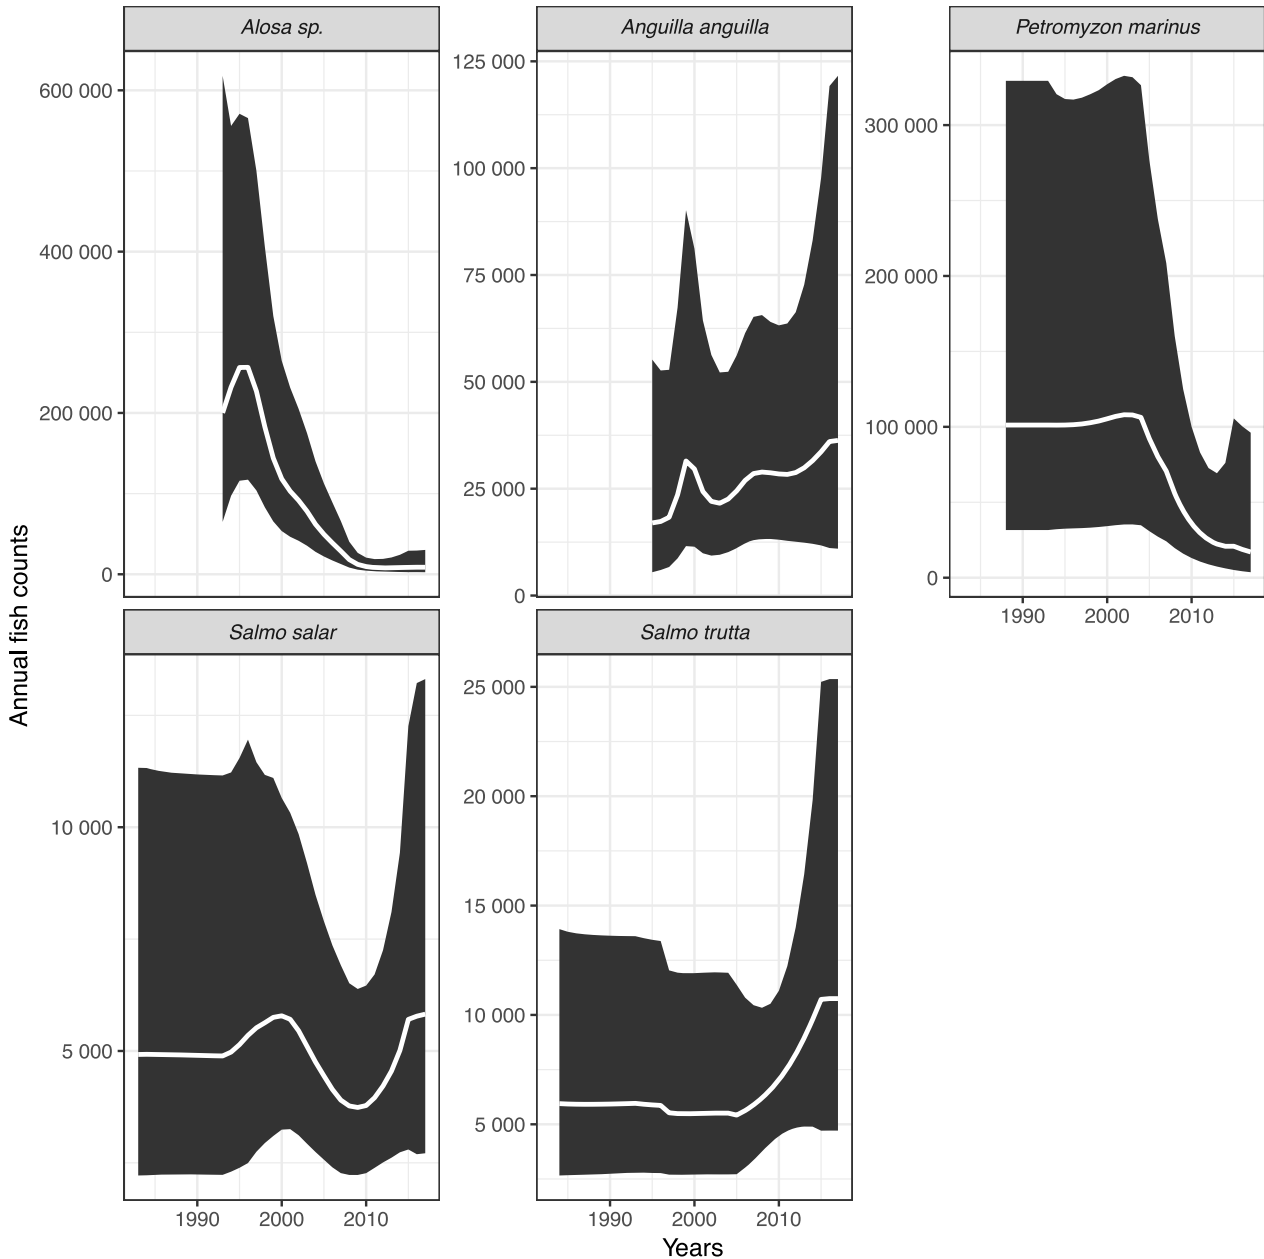 Alosa sp.
Anguilla anguilla
Petromyzon marinus
600 000
400 000
200 000
0
125 000
100 000
75 000
50 000
25 000
0
300 000
200 000
100 000
0
1990 2000 2010
Annual fish counts
Salmo salar
Salmo trutta
10 000
5 000
25 000
20 000
15 000
10 000
5 000
1990 2000 2010
1990 2000 2010
Years